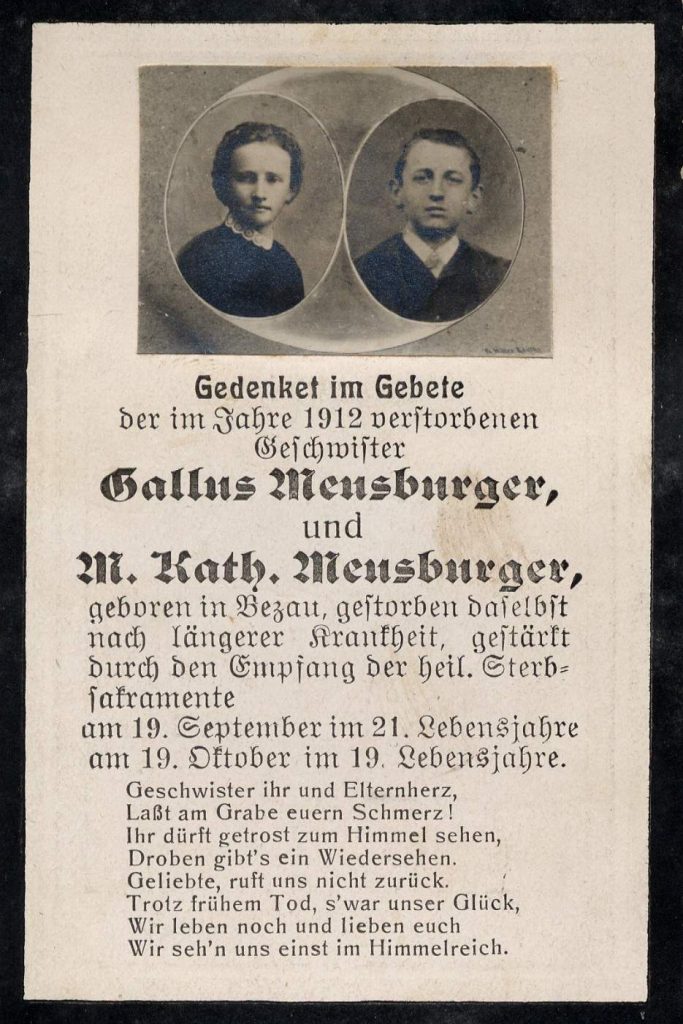 Gedenket im Gebete
der im Jahre 1912 verstorbenen
Geschwister
Gallus Meusburger,
und
M. Kath. Meusburger,
geboren in Bezau, gestorben daselbst
nach längerer Krankheit, gestärkt
durch den Empfang der heil. Sterb-
sakramente
am 19. September im 21. Lebensjahre
am 19. Oktober im 19. Lebensjahre.
Geschwister ihr und Elternherz,
Laßt am Grabe euern Schmerz!
Ihr dürft getrost zum Himmel sehen,
Droben gibt's ein Wiedersehen.
Geliebte, ruft uns nicht zurück.
Trotz frühem Tod, s'war unser Glück,
Wir leben noch und lieben euch
Wir seh'n uns einst im Himmelreich.